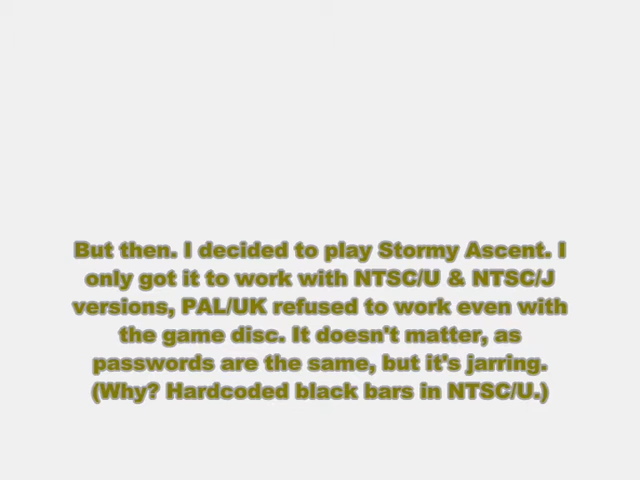 But then. I decided to play Stormy Ascent. I
only got it to work with NTSC/U & NTSC/J
versions, PAL/UK refused to work even with
the game disc. It doesn't matter, as
passwords are the same, but it's jarring.
(Why? Hardcoded black bars in NTSC/U.)